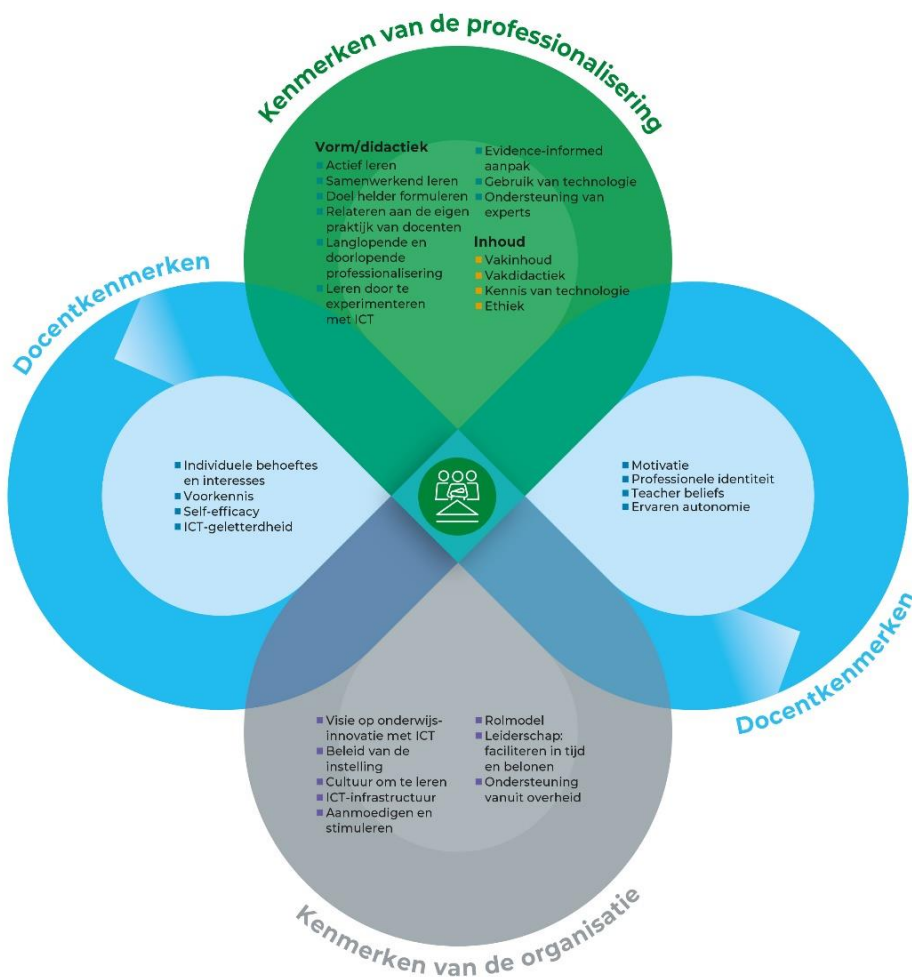 Kenmerken van de professionalisering
Vorm/didactiek
Actief leren
Samenwerkend leren
Doel helder formuleren
Relateren aan de eigen
praktijk van docenten
Langlopende en
doorlopende
professionalisering
Leren door te
experimenteren
met ICT
Evidence-informed
aanpak
Gebruik van technologie
Ondersteuning van
experts
Inhoud
Vakinhoud
Vakdidactiek
Kennis van technologie
Ethiek
Docentkenmerken
Individuele behoeftes
en interesses
Voorkennis
Self-efficacy
ICT-geletterdheid
Motivatie
Professionele identiteit
Teacher beliefs
Ervaren autonomie
Docentkenmerken
Visie op onderwijs-
innovatie met ICT
Beleid van de
instelling
Cultuur om te leren
ICT-infrastructuur
Aanmoedigen en
stimuleren
Rolmodel
Leiderschap:
faciliteren in tijd
en belonen
Ondersteuning
vanuit overheid
Kenmerken van de organisatie